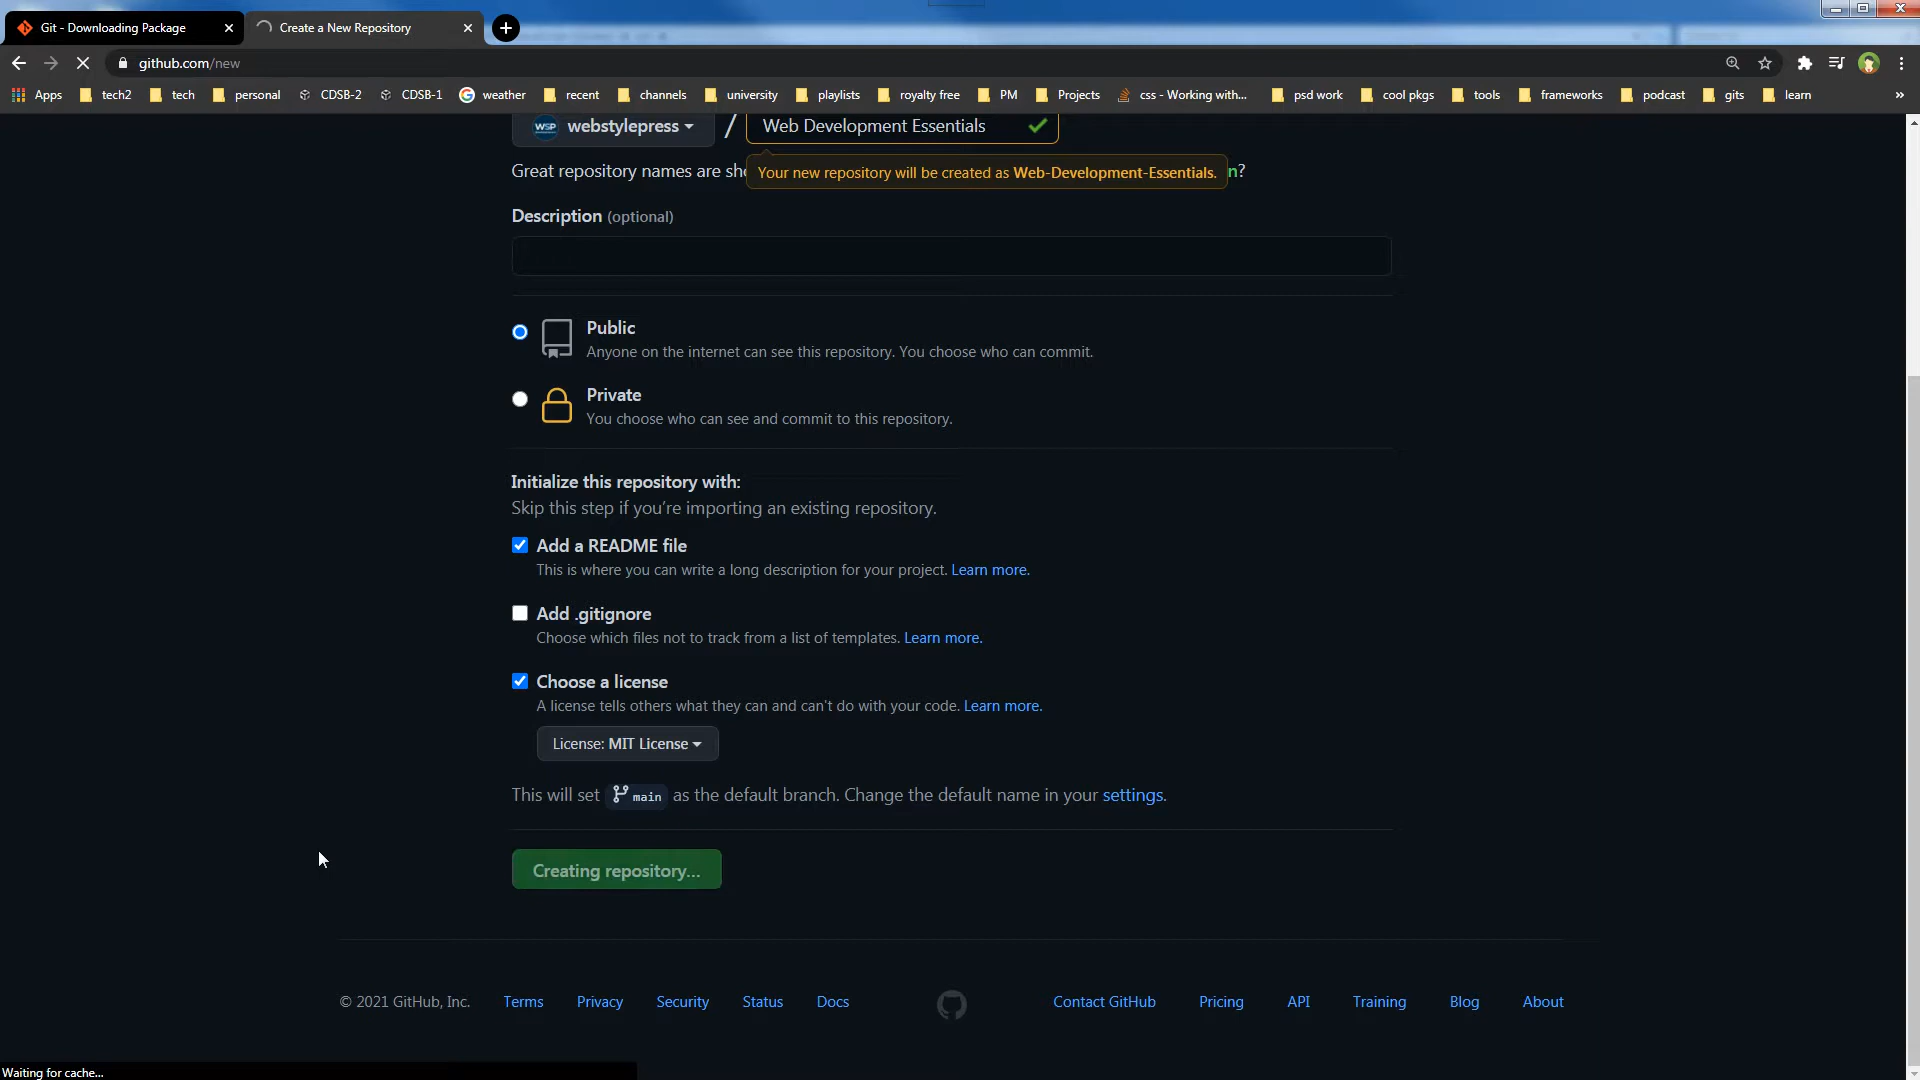 Git - Downloading Package
Create a New Repository
github.com/new
Apps tech2 tech personal CDSB-2 CDSB-1 weather recent channels university playlists royalty free PM Projects css - Working with... psd work cool pkgs tools frameworks podcast gits learn »
WSP webstylepress / Web Development Essentials
Great repository names are sh n?
Your new repository will be created as Web-Development-Essentials.
Description (optional)
Public
Anyone on the internet can see this repository. You choose who can commit.
Private
You choose who can see and commit to this repository.
Initialize this repository with:
Skip this step if you’re importing an existing repository.
Add a README file
This is where you can write a long description for your project. Learn more.
Add .gitignore
Choose which files not to track from a list of templates. Learn more.
Choose a license
A license tells others what they can and can't do with your code. Learn more.
License: MIT License
This will set main as the default branch. Change the default name in your settings.
Creating repository...
© 2021 GitHub, Inc. Terms Privacy Security Status Docs Contact GitHub Pricing API Training Blog About
Waiting for cache...